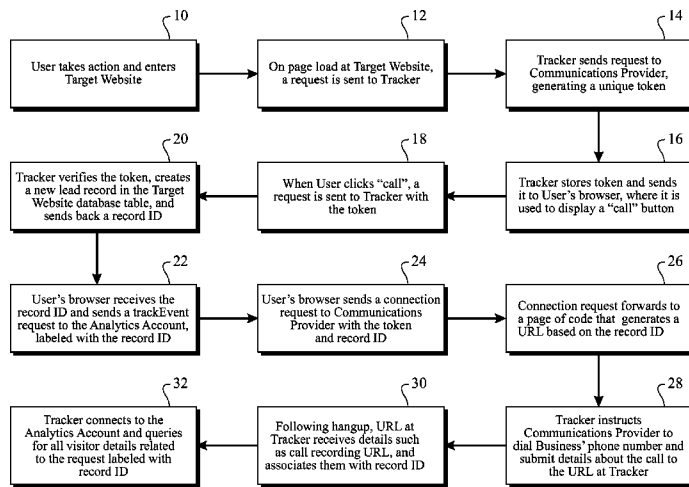 10
User takes action and enters
Target Website
12
On page load at Target Website,
a request is sent to Tracker
14
Tracker sends request to
Communications Provider,
generating a unique token
16
Tracker stores token and sends
it to User's browser, where it is
used to display a “call” button
18
When User clicks “call”, a
request is sent to Tracker with
the token
20
Tracker verifies the token, creates
a new lead record in the Target
Website database table, and
sends back a record ID
22
User's browser receives the
record ID and sends a trackEvent
request to the Analytics Account,
labeled with the record ID
24
User's browser sends a connection
request to Communications
Provider with the token
and record ID
26
Connection request forwards to
a page of code that generates a
URL based on the record ID
28
Tracker instructs
Communications Provider to
dial Business' phone number and
submit details about the call to
the URL at Tracker
30
Following hangup, URL at
Tracker receives details such
as call recording URL, and
associates them with record ID
32
Tracker connects to the
Analytics Account and queries
for all visitor details related
to the request labeled with
record ID